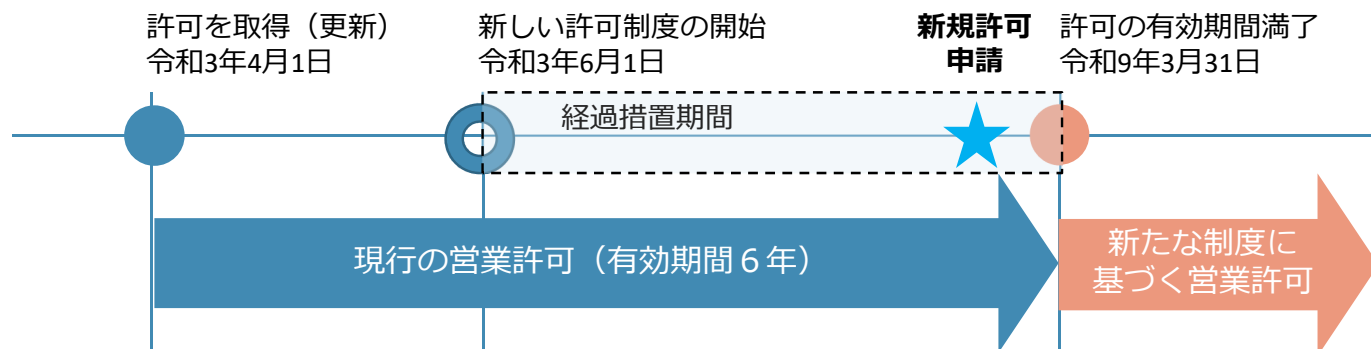 許可を取得（更新）
令和3年4月1日
新しい許可制度の開始
令和3年6月1日
新規許可
申請
許可の有効期間満了
令和9年3月31日
経過措置期間
現行の営業許可（有効期間６年）
新たな制度に
基づく営業許可